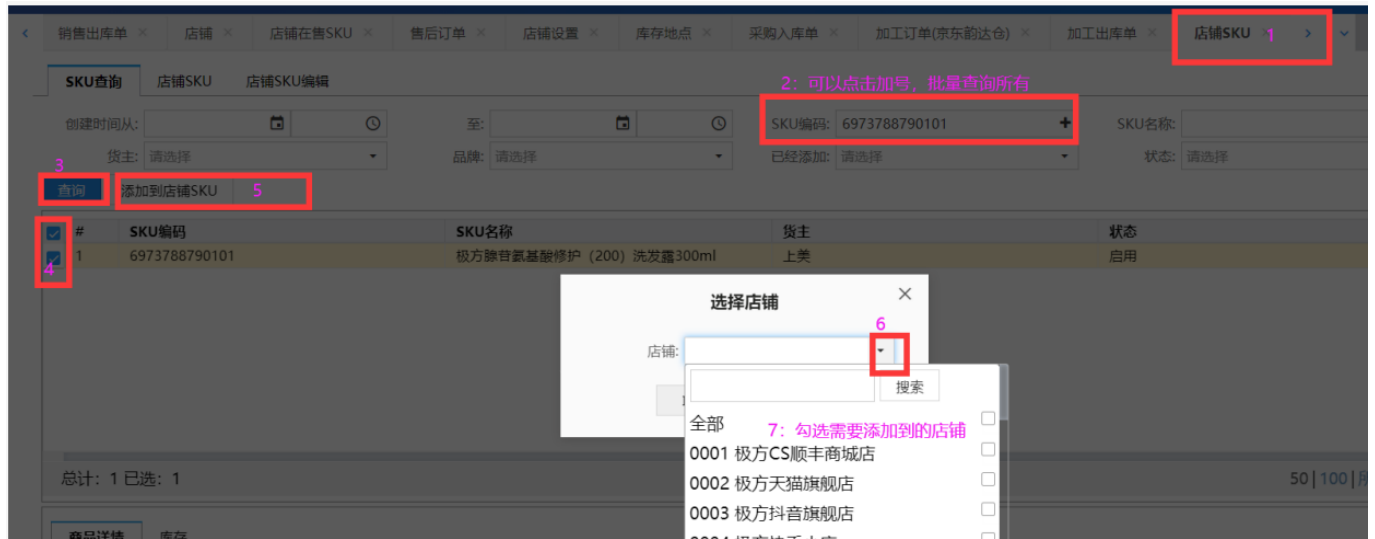 销售出库单 × 店铺 × 店铺在售SKU × 售后订单 × 店铺设置 × 库存地点 × 采购入库单 × 加工订单(京东韵达仓) × 加工出库单 × 店铺SKU × 1
SKU查询 店铺SKU 店铺SKU编辑
2：可以点击加号，批量查询所有
创建时间从: 至: SKU编码: 6973788790101 SKU名称:
货主: 请选择 品牌: 请选择 已经添加: 请选择 状态: 请选择
3
查询 添加到店铺SKU 5
# SKU编码 SKU名称 货主 状态
1 6973788790101 极方腺苷氨基酸修护（200）洗发露300ml 上美 启用
4
选择店铺 ×
6
店铺:
搜索
全部
7：勾选需要添加到的店铺
0001 极方CS顺丰商城店
0002 极方天猫旗舰店
0003 极方抖音旗舰店
总计：1 已选：1
50 | 100 |
商品详情 库存